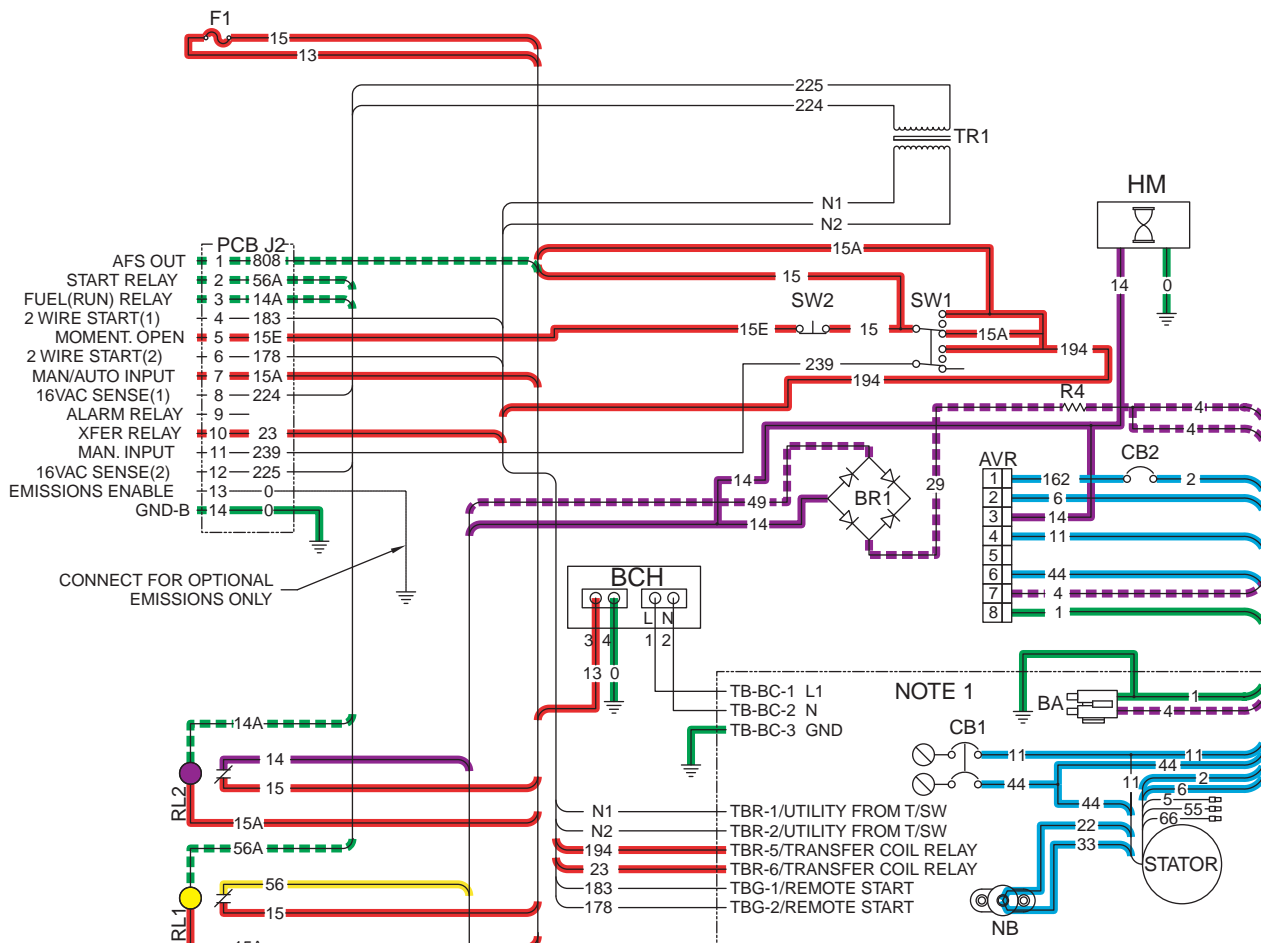 F1
15
13
225
224
TR1
N1
N2
HM
14
0
PCB J2
AFS OUT 1 808
START RELAY 2 56A
FUEL(RUN) RELAY 3 14A
2 WIRE START(1) 4 183
MOMENT. OPEN 5 15E
2 WIRE START(2) 6 178
MAN/AUTO INPUT 7 15A
16VAC SENSE(1) 8 224
ALARM RELAY 9
XFER RELAY 10 23
MAN. INPUT 11 239
16VAC SENSE(2) 12 225
EMISSIONS ENABLE 13 0
GND-B 14 0
CONNECT FOR OPTIONAL
EMISSIONS ONLY
15A
15
SW2
SW1
15E
15
15A
194
239
194
R4
4
4
14
49
14
BR1
29
AVR
CB2
1 162 2
2 6
3 14
4 11
5
6 44
7 4
8 1
BCH
L N
3 4 1 2
13 0
NOTE 1
TB-BC-1 L1
TB-BC-2 N
TB-BC-3 GND
BA
1
4
CB1
11
11
44
11
2
44
44
6
5
55
66
22
33
STATOR
NB
14A
14
15
RL2
15A
56A
56
15
RL1
15A
N1 TBR-1/UTILITY FROM T/SW
N2 TBR-2/UTILITY FROM T/SW
194 TBR-5/TRANSFER COIL RELAY
23 TBR-6/TRANSFER COIL RELAY
183 TBG-1/REMOTE START
178 TBG-2/REMOTE START